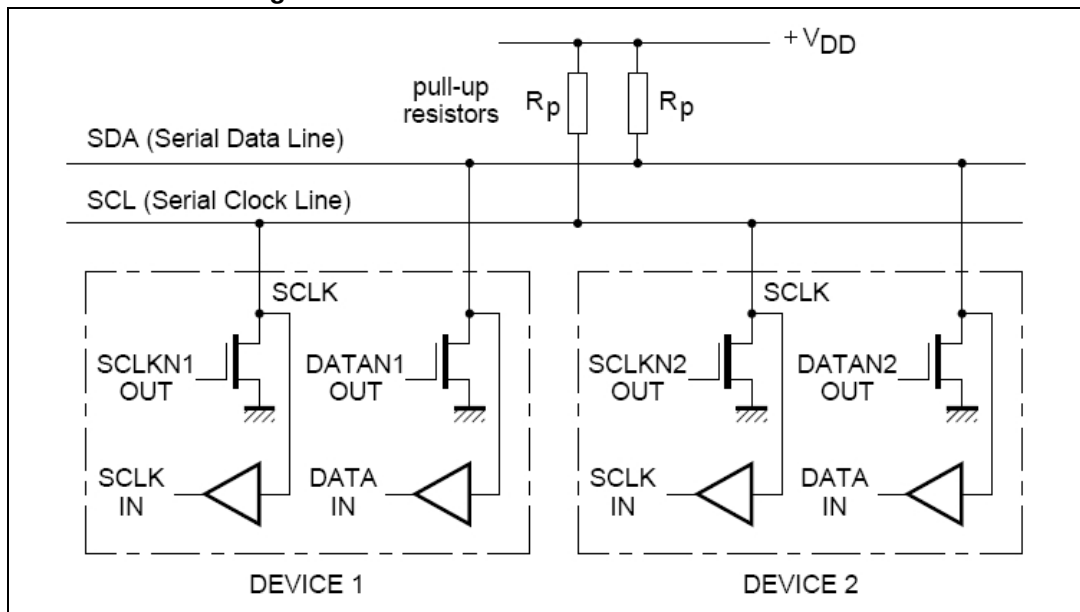 + VDD
pull-up
resistors
Rp
Rp
SDA (Serial Data Line)
SCL (Serial Clock Line)
SCLK
SCLK
SCLKN1
OUT
DATAN1
OUT
SCLKN2
OUT
DATAN2
OUT
SCLK
IN
DATA
IN
SCLK
IN
DATA
IN
DEVICE 1
DEVICE 2